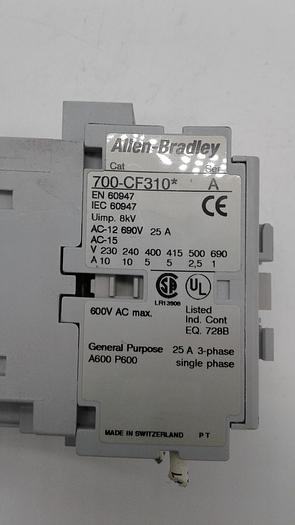 Allen-Bradley
Cat Ser
700-CF310* A
EN 60947
IEC 60947
Uimp. 8kV
AC-12 690V 25 A
AC-15
V 230 240 400 415 500 690
A 10 10 5 5 2,5 1
CE
SA
UL
LR13908
600V AC max.
Listed
Ind. Cont
EQ. 728B
General Purpose 25 A 3-phase
A600 P600 single phase
MADE IN SWITZERLAND P T